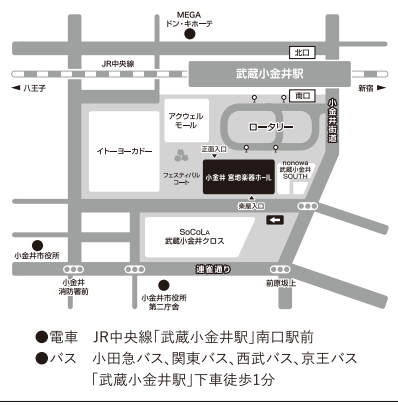 MEGA
ドン・キホーテ
北口
JR中央線
武蔵小金井駅
八王子
新宿
南口
小金井街道
アクウェル
モール
ロータリー
イトーヨーカドー
正面入口
nonowa
武蔵小金井
SOUTH
フェスティバル
コート
小金井 宮地楽器ホール
楽屋入口
SoCoLA
武蔵小金井クロス
小金井市役所
連雀通り
小金井
消防署前
前原坂上
小金井市役所
第二庁舎
●電車 JR中央線「武蔵小金井駅」南口駅前
●バス 小田急バス、関東バス、西武バス、京王バス
「武蔵小金井駅」下車徒歩1分